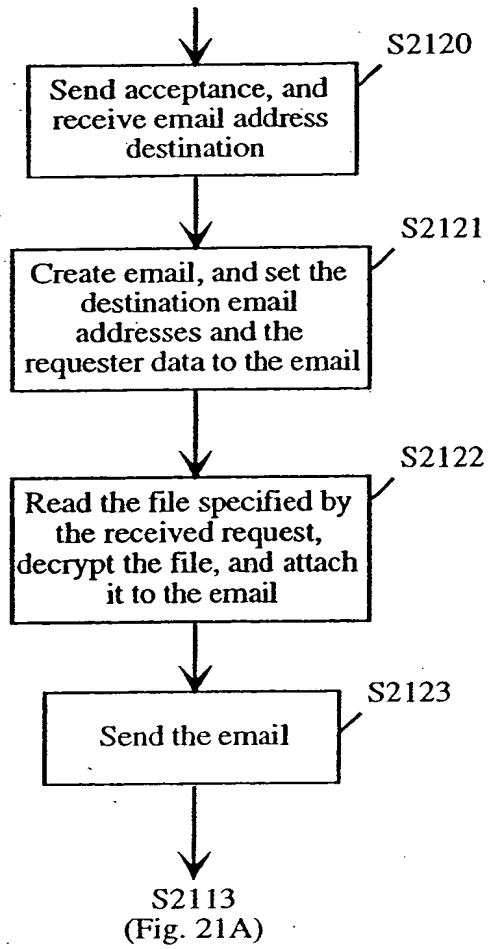 S2120
Send acceptance, and
receive email address
destination
S2121
Create email, and set the
destination email
addresses and the
requester data to the email
S2122
Read the file specified by
the received request,
decrypt the file, and attach
it to the email
S2123
Send the email
S2113
(Fig. 21A)